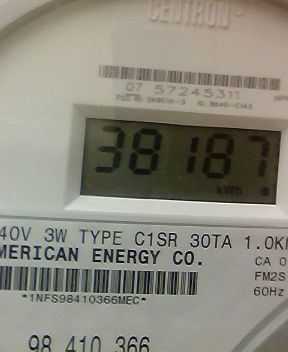 CENTRON®
07 57245311
38187
kWh
40V 3W TYPE C1SR 30TA 1.0K
MERICAN ENERGY CO.
CA 0
FM2S
60Hz
*1NFS98410366MEC*
98 410 366